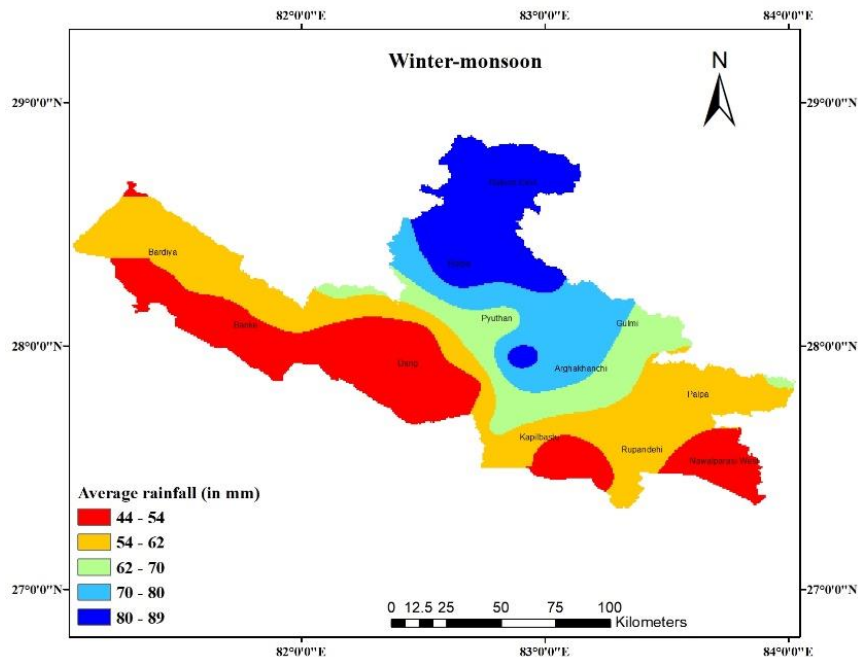 82°0'0"E 83°0'0"E 84°0'0"E
Winter-monsoon
N
29°0'0"N 29°0'0"N
Bardiya
Banke
Pyuthan
Gulmi
28°0'0"N 28°0'0"N
Dang
Arghakhanchi
Palpa
Kapilbastu
Rupandehi
Nawalparasi West
Average rainfall (in mm)
44 - 54
54 - 62
62 - 70
70 - 80
80 - 89
27°0'0"N 27°0'0"N
0 12.5 25 50 75 100
Kilometers
82°0'0"E 83°0'0"E 84°0'0"E